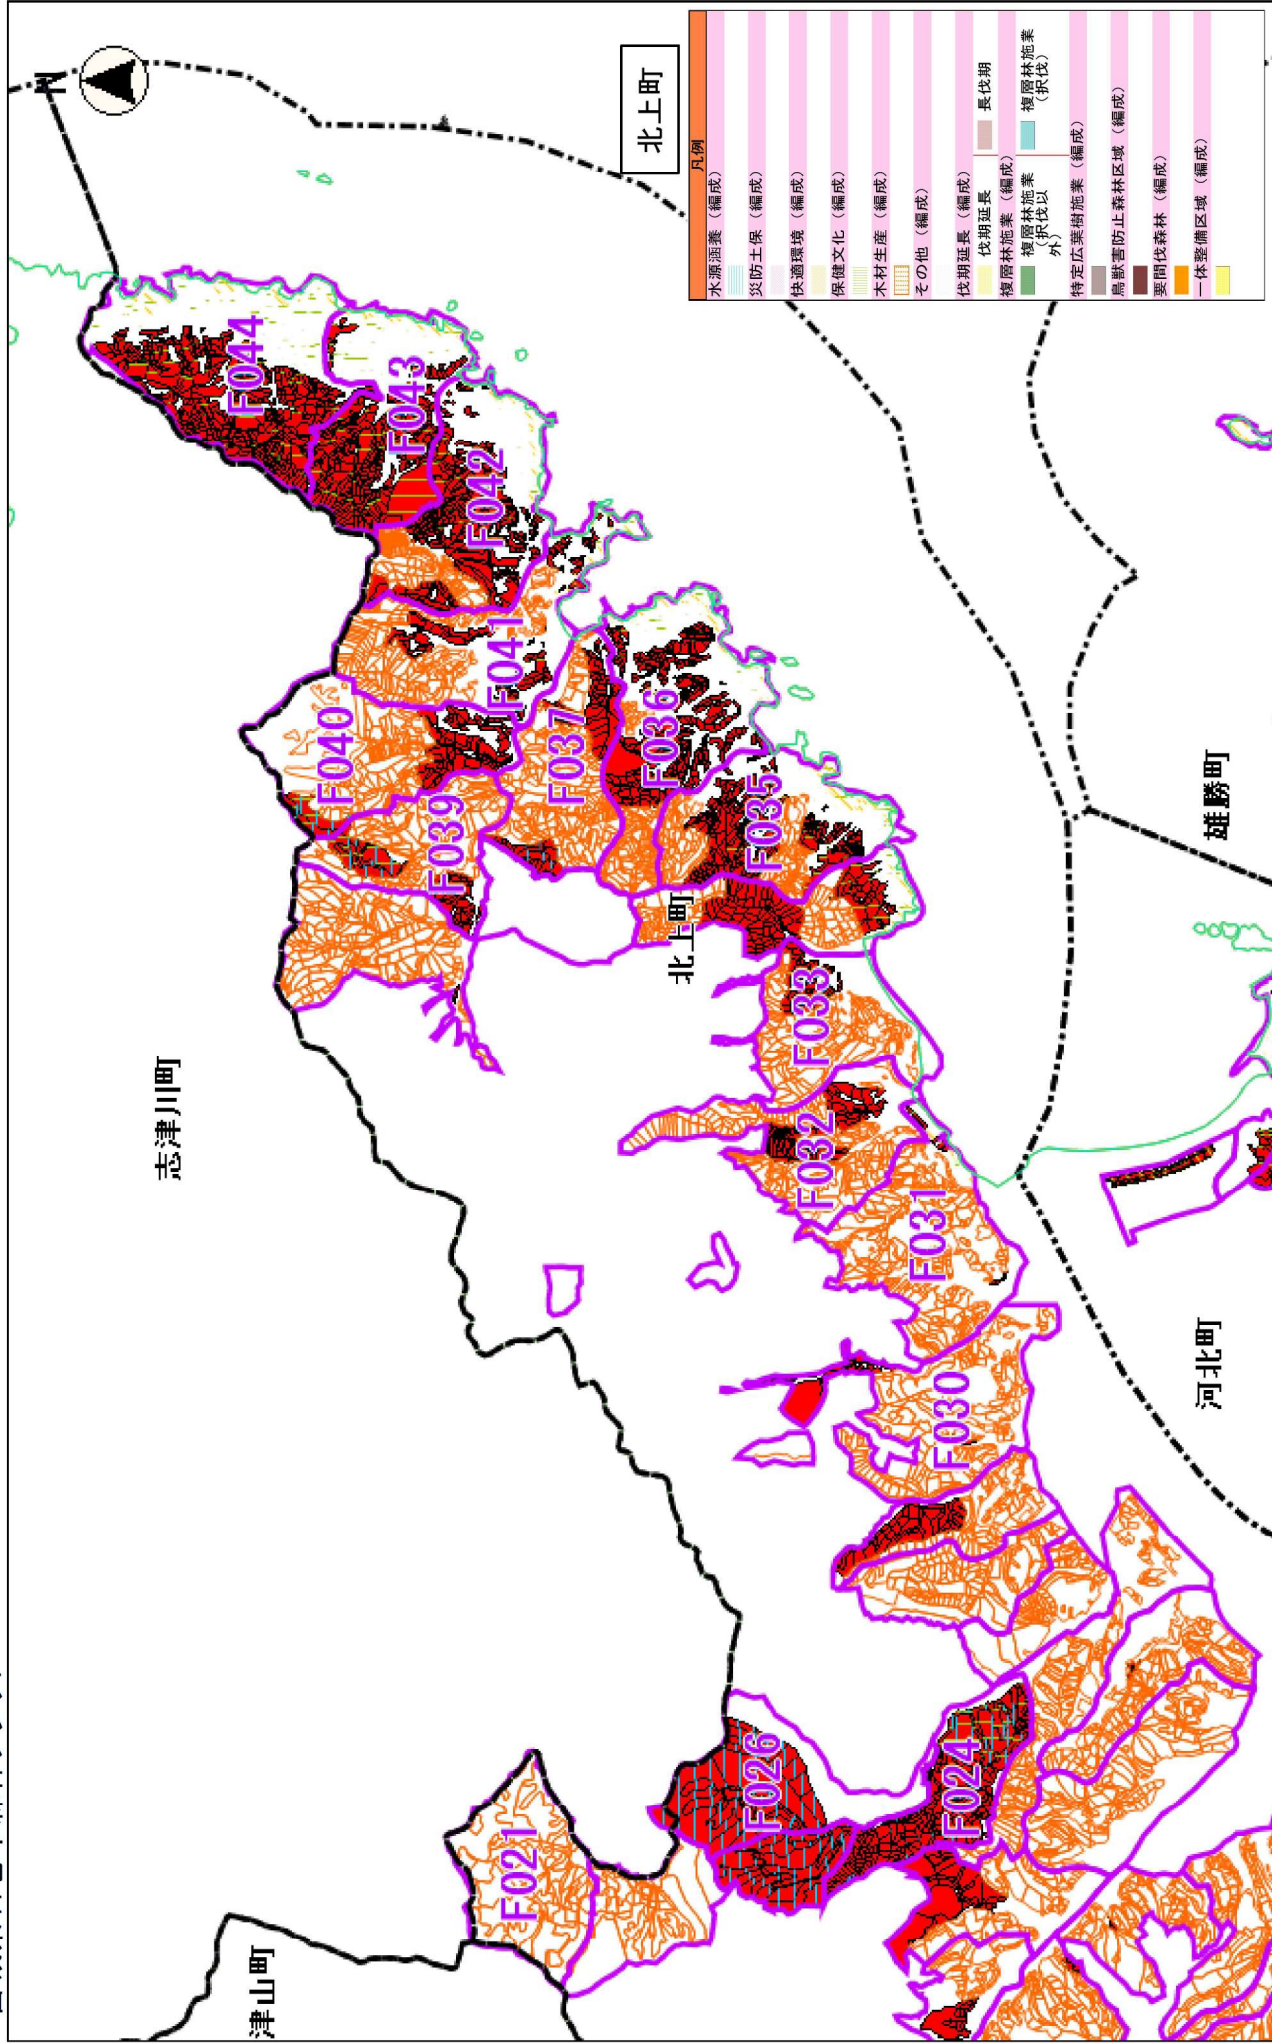 N
北上町
凡例
水源涵養（編成）
災防土保（編成）
快適環境（編成）
保健文化（編成）
木材生産（編成）
その他（編成）
伐期延長（編成）
伐期延長
長伐期
複層林施業（編成）
複層林施業
（択伐以
外）
複層林施業
（択伐）
特定広葉樹施業（編成）
鳥獣害防止森林区域（編成）
要間伐森林（編成）
一体整備区域（編成）
津山町
志津川町
北上町
河北町
雄勝町
F021
F026
F024
F030
F031
F032
F033
F035
F036
F037
F039
F040
F041
F042
F043
F044